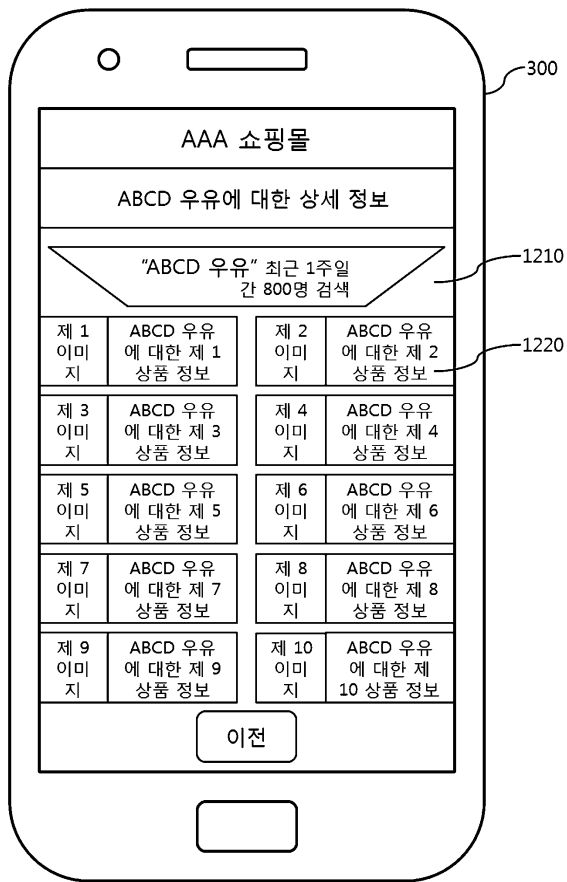 300
AAA 쇼핑몰
ABCD 우유에 대한 상세 정보
“ABCD 우유” 최근 1주일
간 800명 검색
1210
제 1
이미
지
ABCD 우유
에 대한 제 1
상품 정보
제 2
이미
지
ABCD 우유
에 대한 제 2
상품 정보
1220
제 3
이미
지
ABCD 우유
에 대한 제 3
상품 정보
제 4
이미
지
ABCD 우유
에 대한 제 4
상품 정보
제 5
이미
지
ABCD 우유
에 대한 제 5
상품 정보
제 6
이미
지
ABCD 우유
에 대한 제 6
상품 정보
제 7
이미
지
ABCD 우유
에 대한 제 7
상품 정보
제 8
이미
지
ABCD 우유
에 대한 제 8
상품 정보
제 9
이미
지
ABCD 우유
에 대한 제 9
상품 정보
제 10
이미
지
ABCD 우유
에 대한 제
10 상품 정보
이전